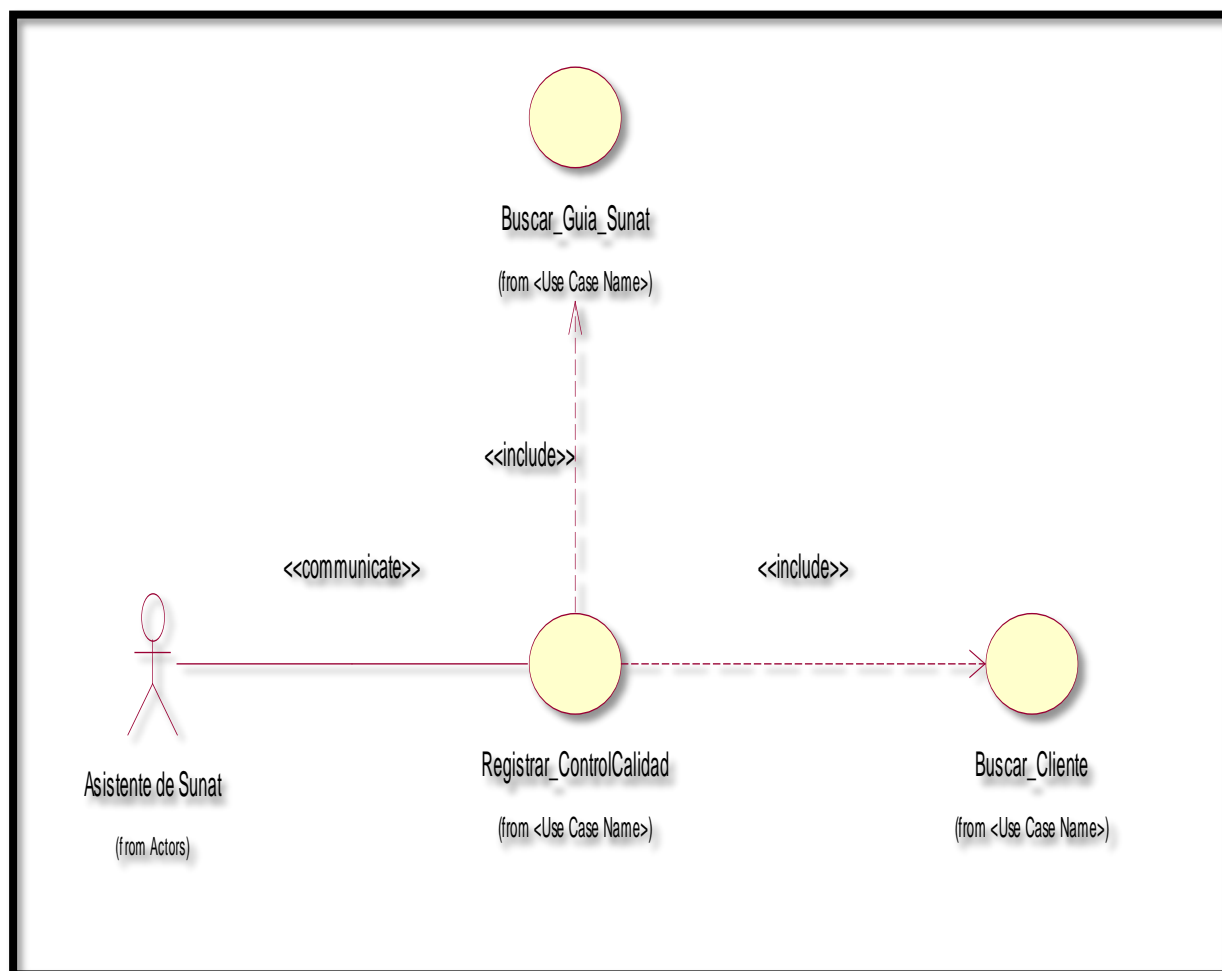 Buscar_Guia_Sunat
(from <Use Case Name>)
<<include>>
<<communicate>>
<<include>>
Asistente de Sunat
(from Actors)
Registrar_ControlCalidad
(from <Use Case Name>)
Buscar_Cliente
(from <Use Case Name>)